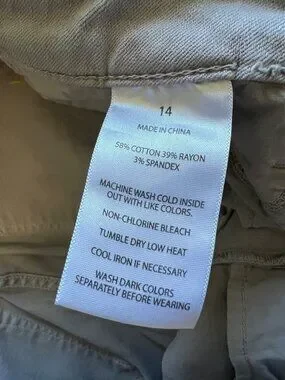 14
MADE IN CHINA
58% COTTON 39% RAYON
3% SPANDEX
MACHINE WASH COLD INSIDE
OUT WITH LIKE COLORS.
NON-CHLORINE BLEACH
TUMBLE DRY LOW HEAT
COOL IRON IF NECESSARY
WASH DARK COLORS
SEPARATELY BEFORE WEARING